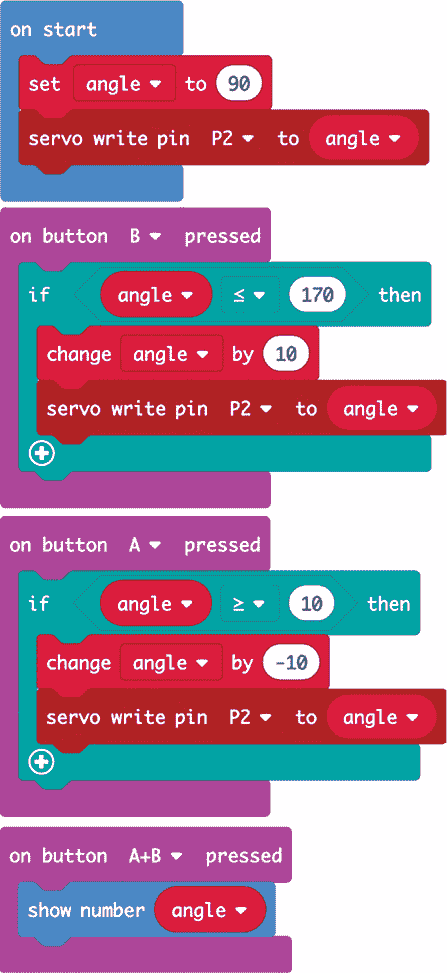 on start
set angle to 90
servo write pin P2 to angle
on button B pressed
if angle ≤ 170 then
change angle by 10
servo write pin P2 to angle
on button A pressed
if angle ≥ 10 then
change angle by -10
servo write pin P2 to angle
on button A+B pressed
show number angle